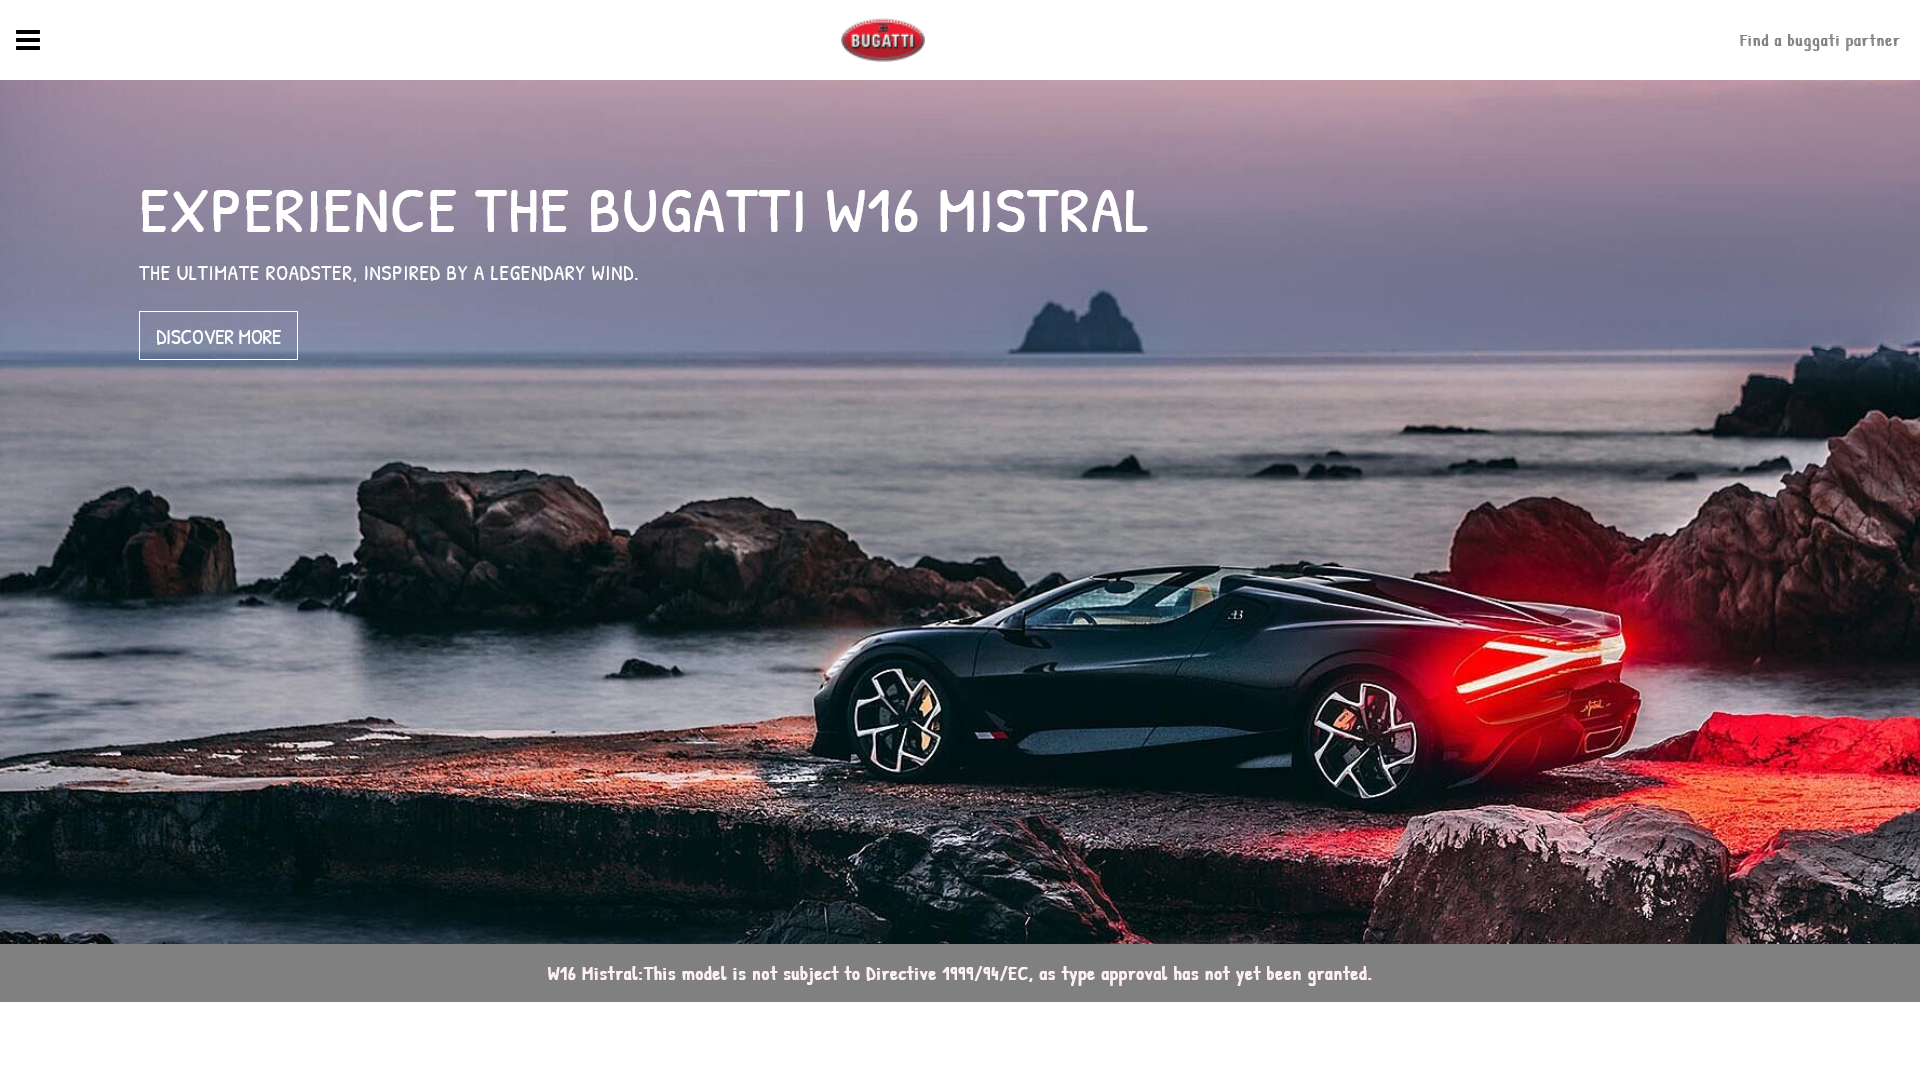 BUGATTI
Find a buggati partner
EXPERIENCE THE BUGATTI W16 MISTRAL
THE ULTIMATE ROADSTER, INSPIRED BY A LEGENDARY WIND.
DISCOVER MORE
W16 Mistral:This model is not subject to Directive 1999/94/EC, as type approval has not yet been granted.